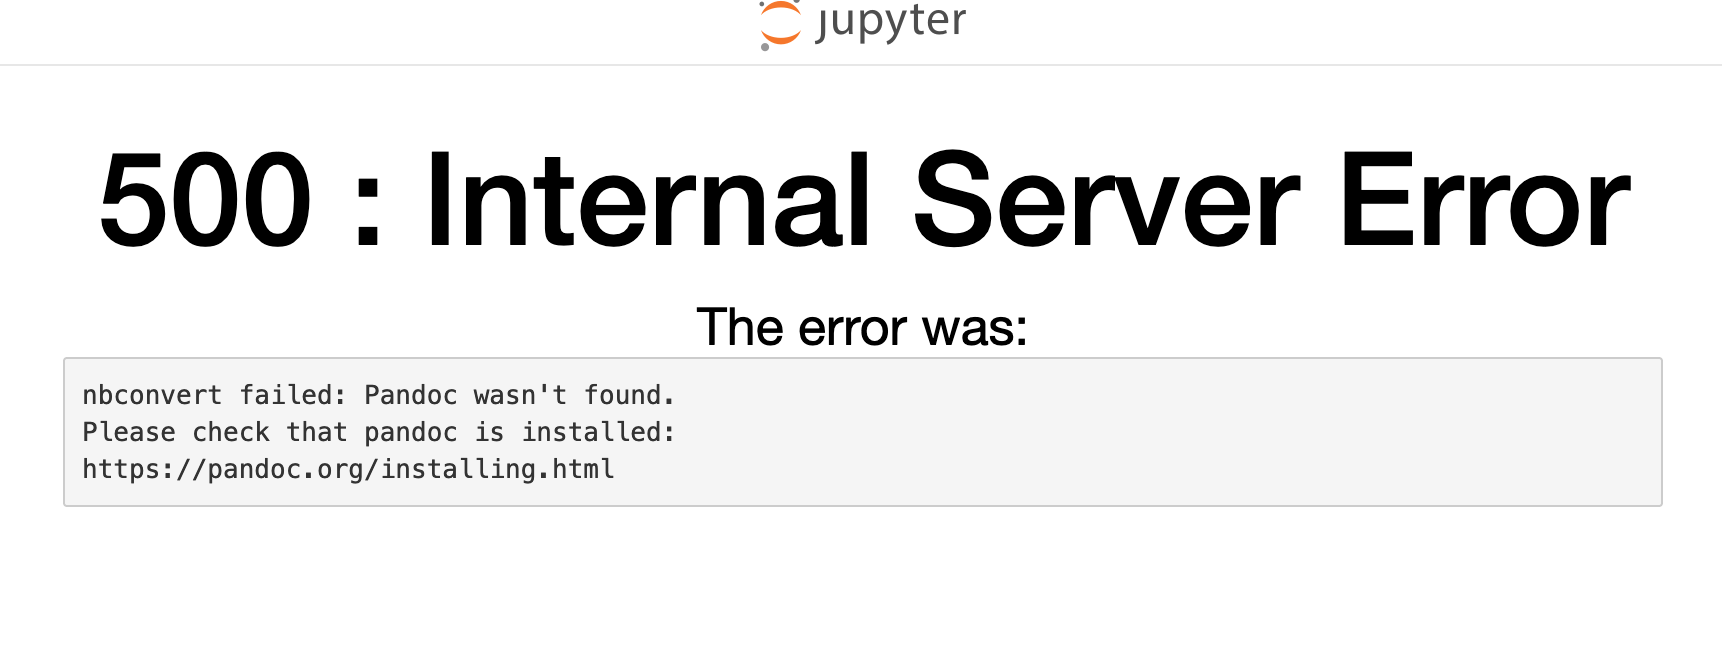 jupyter
500 : Internal Server Error
The error was:
nbconvert failed: Pandoc wasn't found.
Please check that pandoc is installed:
https://pandoc.org/installing.html